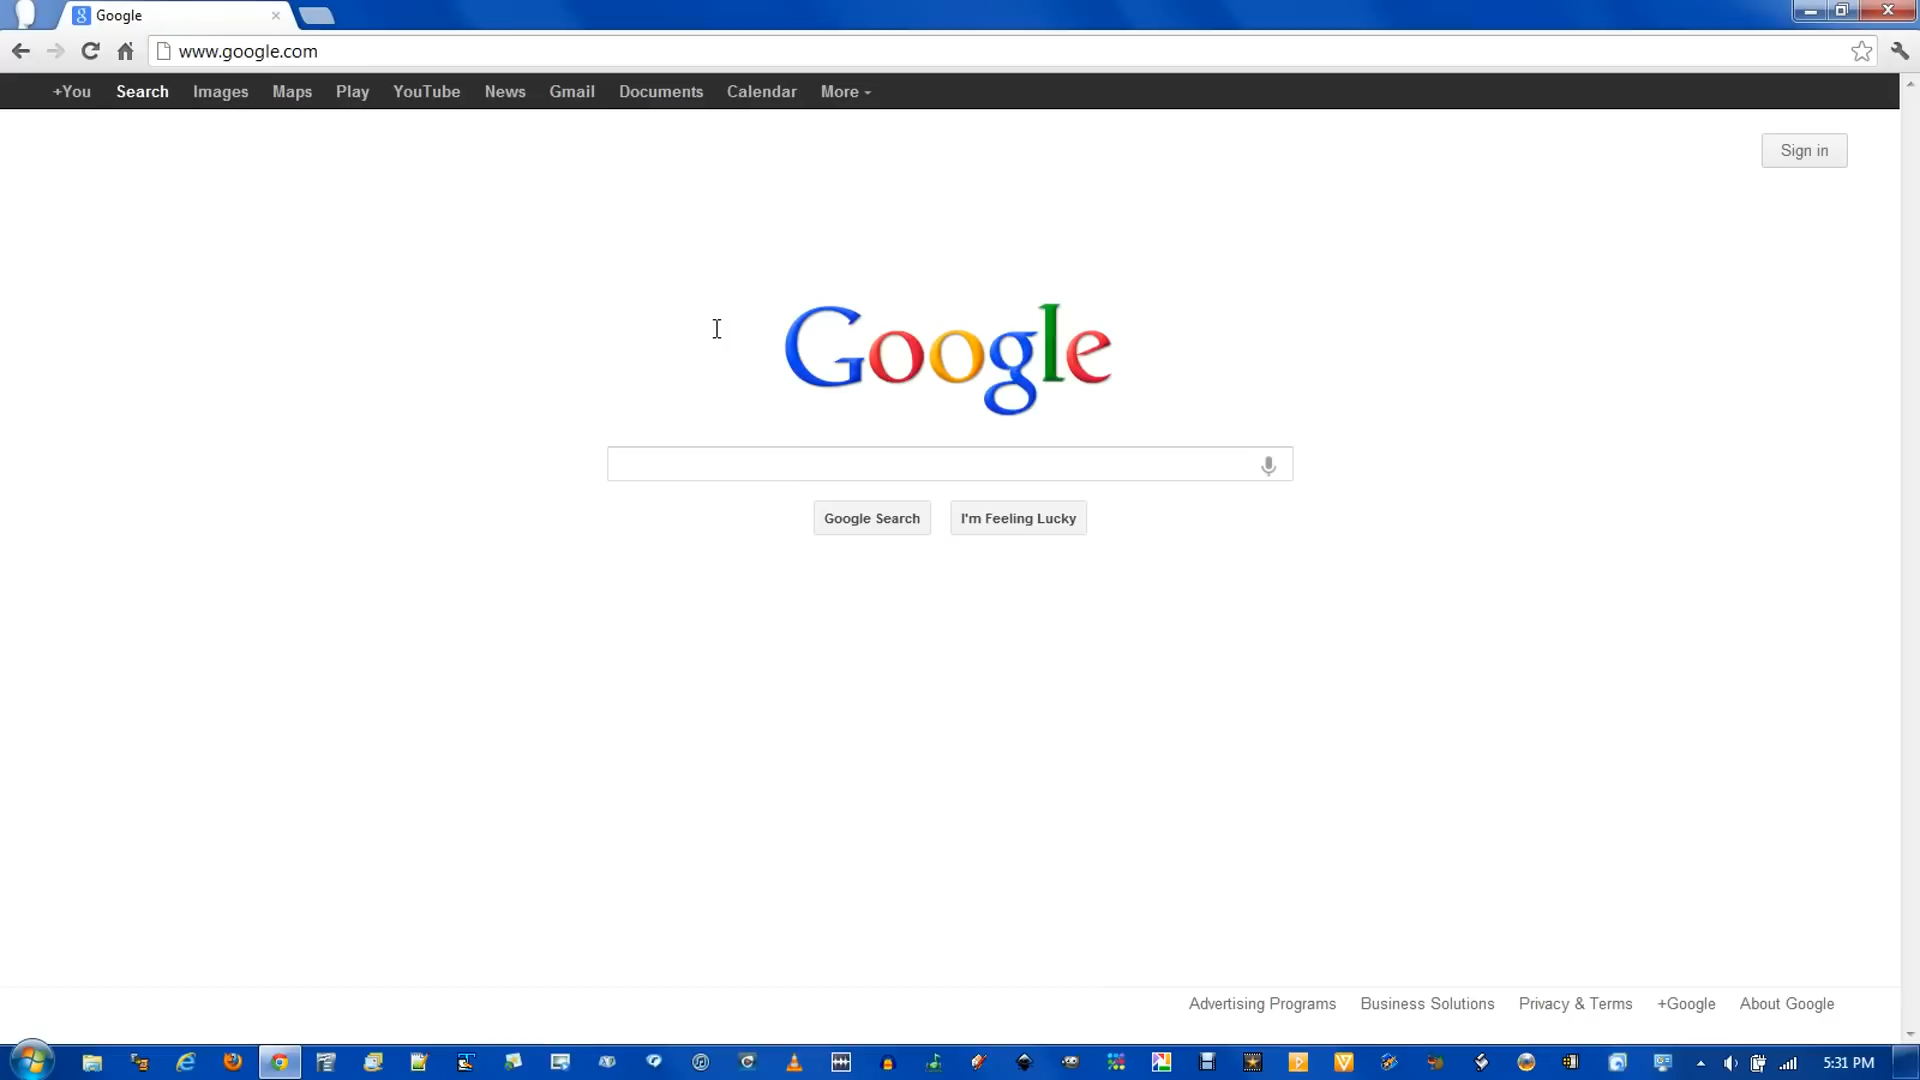 Google
www.google.com
+You Search Images Maps Play YouTube News Gmail Documents Calendar More
Sign in
Google
Google Search I'm Feeling Lucky
Advertising Programs Business Solutions Privacy & Terms +Google About Google
5:31 PM